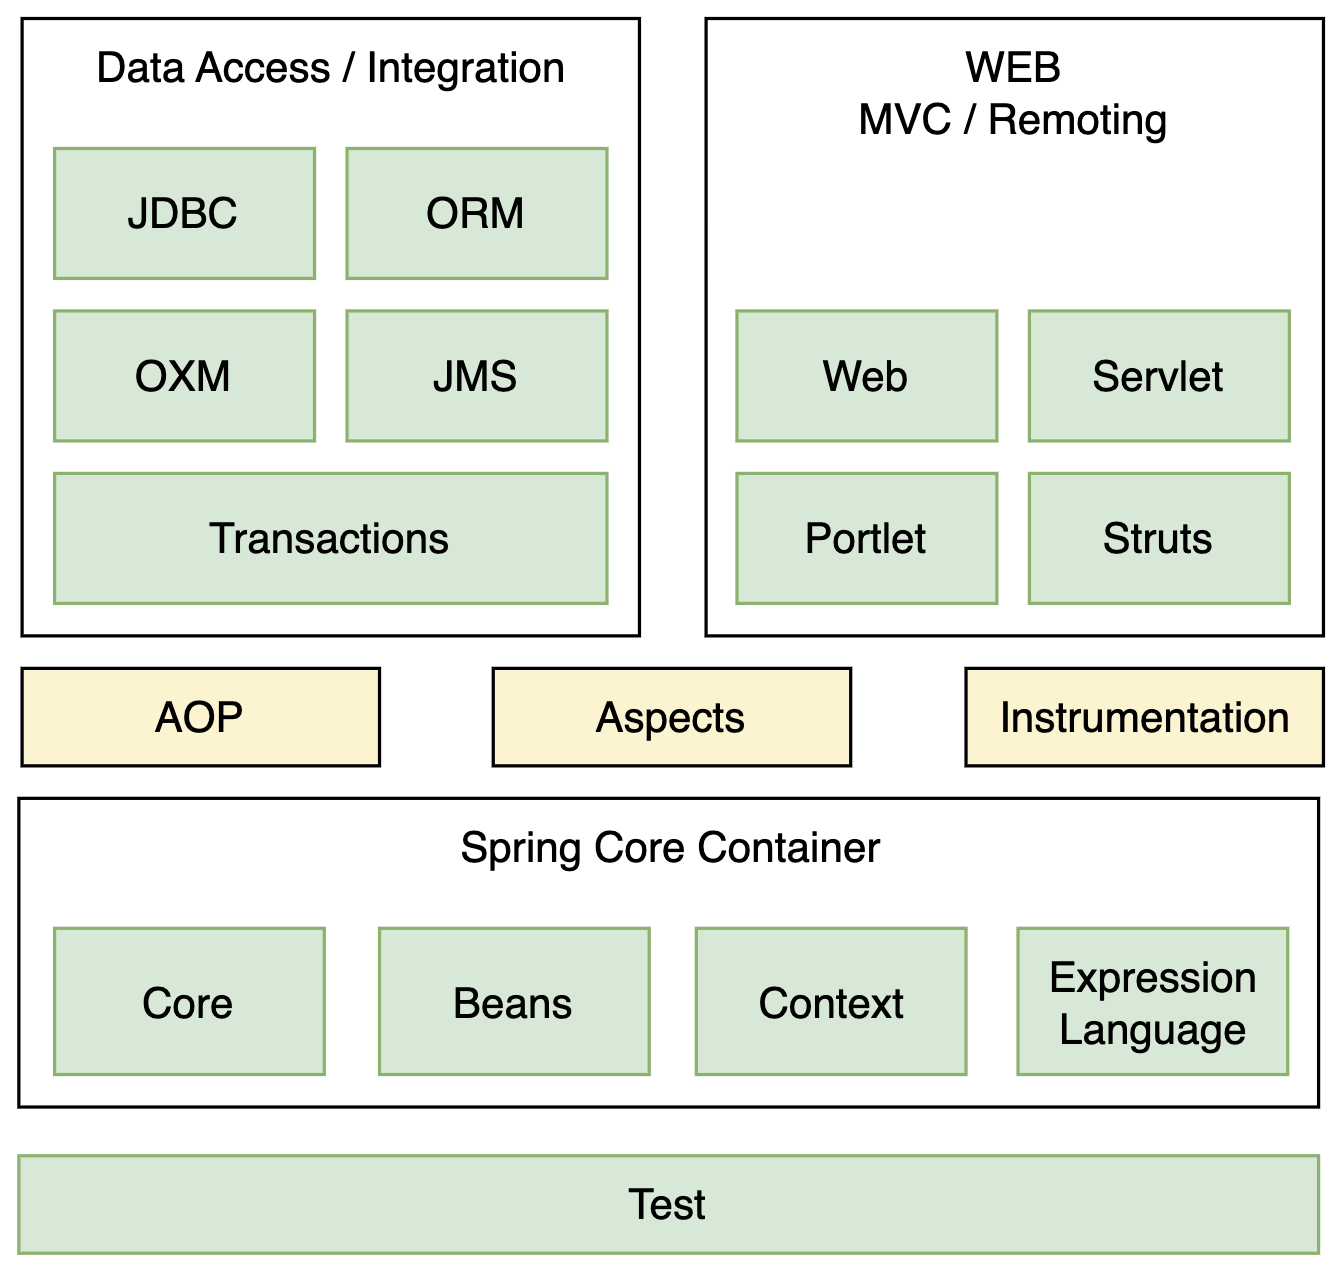 Data Access / Integration
JDBC
ORM
OXM
JMS
Transactions
WEB
MVC / Remoting
Web
Servlet
Portlet
Struts
AOP
Aspects
Instrumentation
Spring Core Container
Core
Beans
Context
Expression
Language
Test